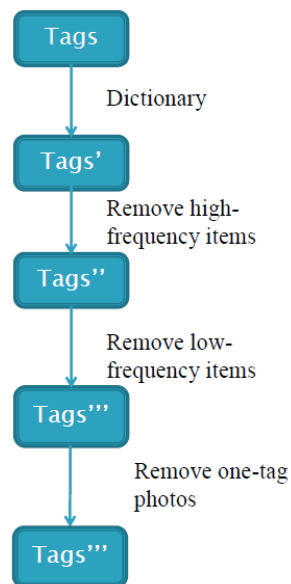 Tags
Dictionary
Tags'
Remove high-
frequency items
Tags''
Remove low-
frequency items
Tags’’’
Remove one-tag
photos
Tags’’’